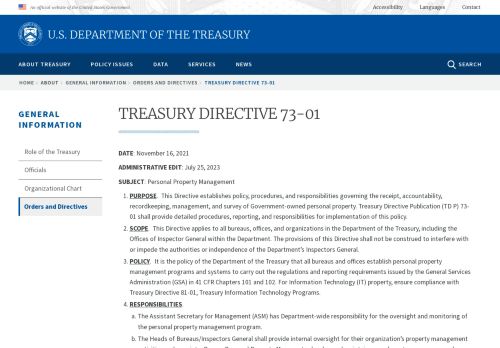 An official website of the United States Government
Accessibility Languages Contact
U.S. DEPARTMENT OF THE TREASURY
ABOUT TREASURY POLICY ISSUES DATA SERVICES NEWS SEARCH
HOME › ABOUT › GENERAL INFORMATION › ORDERS AND DIRECTIVES › TREASURY DIRECTIVE 73-01
GENERAL
INFORMATION
Role of the Treasury
Officials
Organizational Chart
Orders and Directives
TREASURY DIRECTIVE 73-01
DATE: November 16, 2021
ADMINISTRATIVE EDIT: July 25, 2023
SUBJECT: Personal Property Management
1. PURPOSE. This Directive establishes policy, procedures, and responsibilities governing the receipt, accountability,
recordkeeping, management, and survey of Government-owned personal property. Treasury Directive Publication (TD P) 73-
01 shall provide detailed procedures, reporting, and responsibilities for implementation of this policy.
2. SCOPE. This Directive applies to all bureaus, offices, and organizations in the Department of the Treasury, including the
Offices of Inspector General within the Department. The provisions of this Directive shall not be construed to interfere with
or impede the authorities or independence of the Department's Inspectors General.
3. POLICY. It is the policy of the Department of the Treasury that all bureaus and offices establish personal property
management programs and systems to carry out the regulations and reporting requirements issued by the General Services
Administration (GSA) in 41 CFR Chapters 101 and 102. For Information Technology (IT) property, ensure compliance with
Treasury Directive 81-01, Treasury Information Technology Programs.
4. RESPONSIBILITIES.
a. The Assistant Secretary for Management (ASM) has Department-wide responsibility for the oversight and monitoring
of the personal property management program.
b. The Heads of Bureaus/Inspectors General shall provide internal oversight for their organization's property management